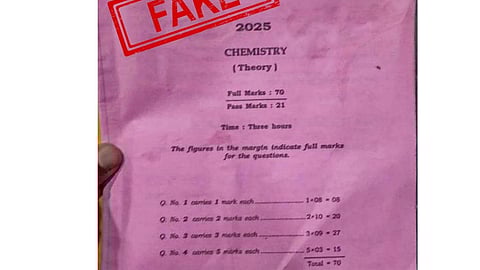 FAKE
2025
CHEMISTRY
( Theory )
Full Marks : 70
Pass Marks : 21
Time : Three hours
The figures in the margin indicate full marks
for the questions.
Q. No. 1 carries 1 mark each ............ 1×08 = 08
Q. No. 2 carries 2 marks each ............ 2×10 = 20
Q. No. 3 carries 3 marks each ............ 3×09 = 27
Q. No. 4 carries 5 marks each ............ 5×03 = 15
Total = 70